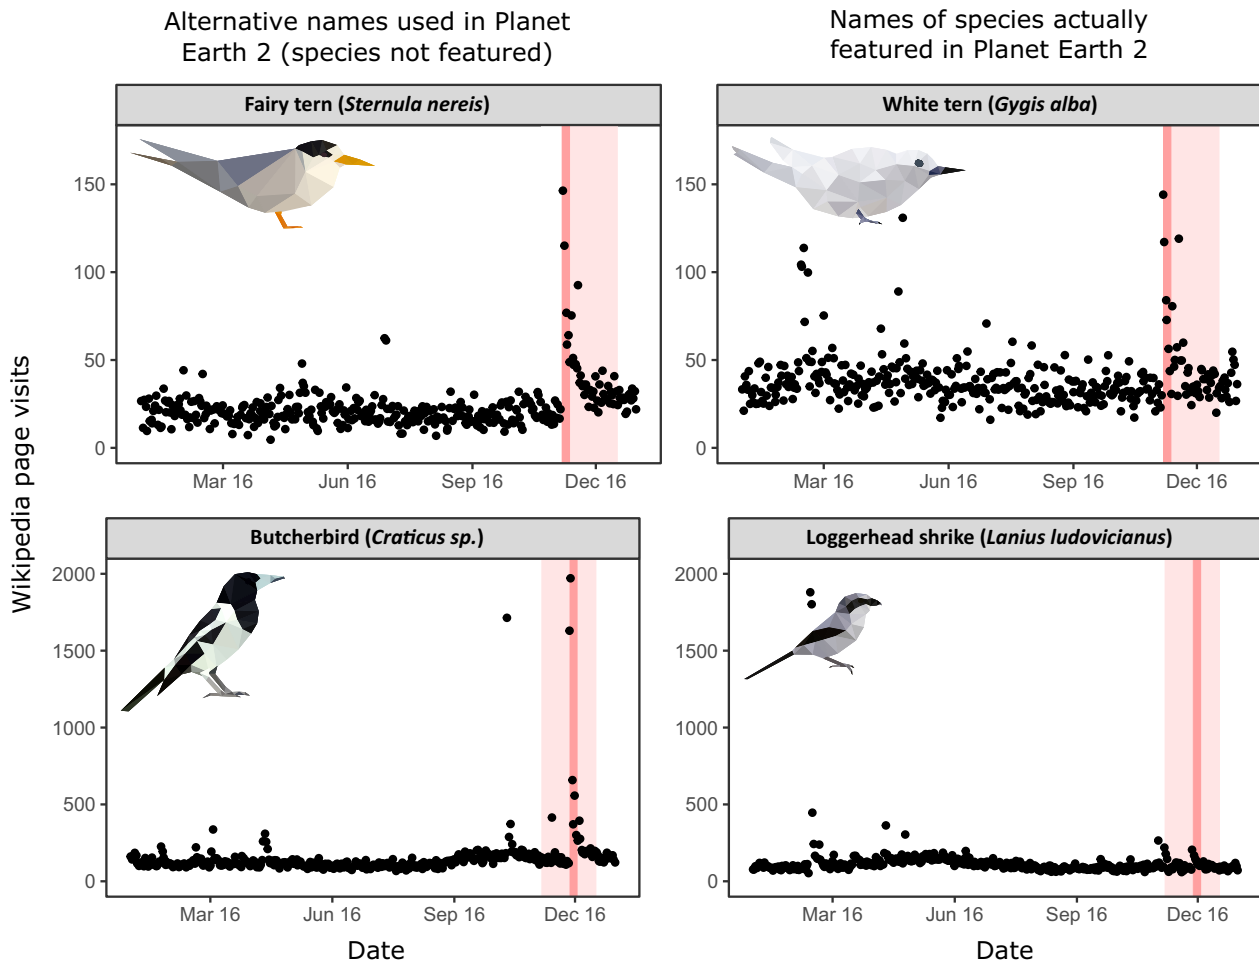 Alternative names used in Planet
Earth 2 (species not featured)
Names of species actually
featured in Planet Earth 2
Wikipedia page visits
Fairy tern (Sternula nereis)
150
100
50
0
Mar 16 Jun 16 Sep 16 Dec 16
White tern (Gygis alba)
150
100
50
0
Mar 16 Jun 16 Sep 16 Dec 16
Butcherbird (Craticus sp.)
2000
1500
1000
500
0
Mar 16 Jun 16 Sep 16 Dec 16
Date
Loggerhead shrike (Lanius ludovicianus)
2000
1500
1000
500
0
Mar 16 Jun 16 Sep 16 Dec 16
Date